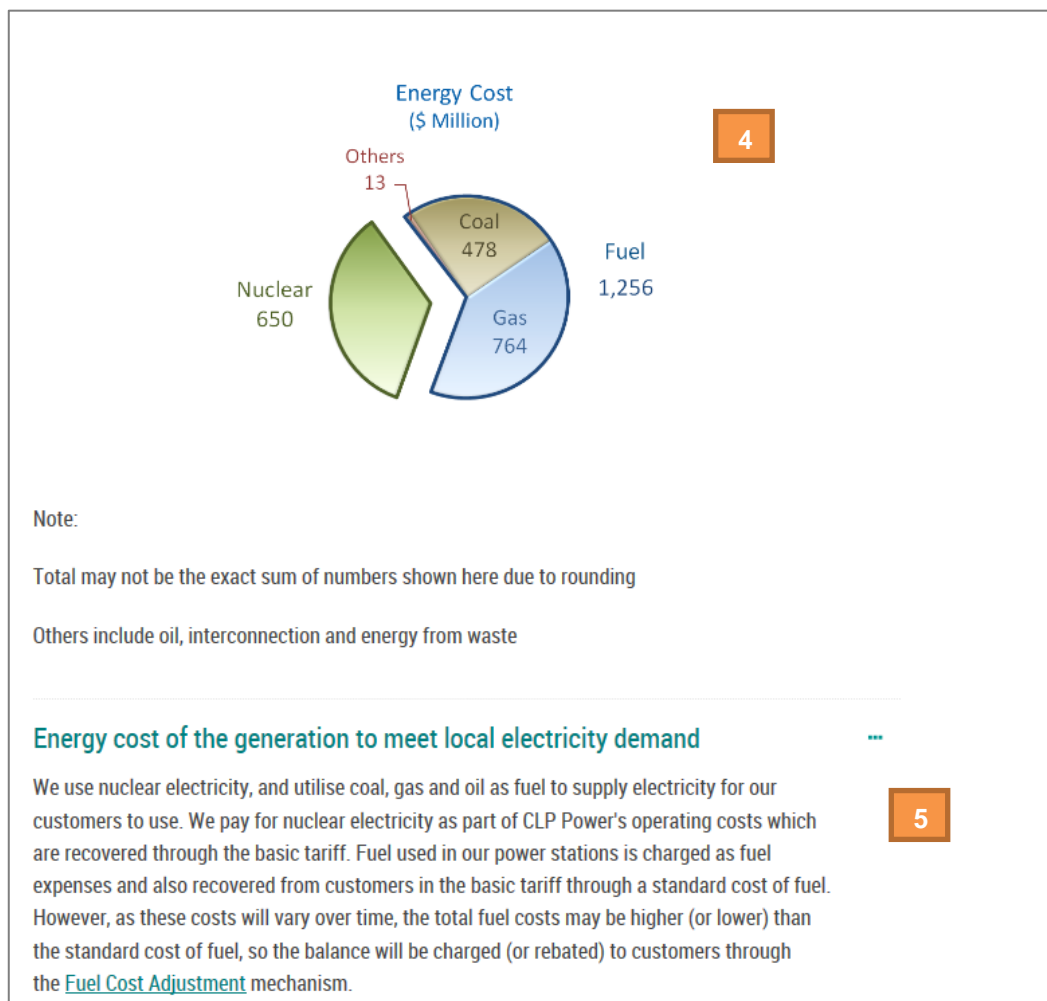 Energy Cost
($ Million)
4
Others
13
Coal
478
Fuel
1,256
Nuclear
650
Gas
764
Note:
Total may not be the exact sum of numbers shown here due to rounding
Others include oil, interconnection and energy from waste
Energy cost of the generation to meet local electricity demand
We use nuclear electricity, and utilise coal, gas and oil as fuel to supply electricity for our
customers to use. We pay for nuclear electricity as part of CLP Power's operating costs which
are recovered through the basic tariff. Fuel used in our power stations is charged as fuel
expenses and also recovered from customers in the basic tariff through a standard cost of fuel.
However, as these costs will vary over time, the total fuel costs may be higher (or lower) than
the standard cost of fuel, so the balance will be charged (or rebated) to customers through
the Fuel Cost Adjustment mechanism.
5